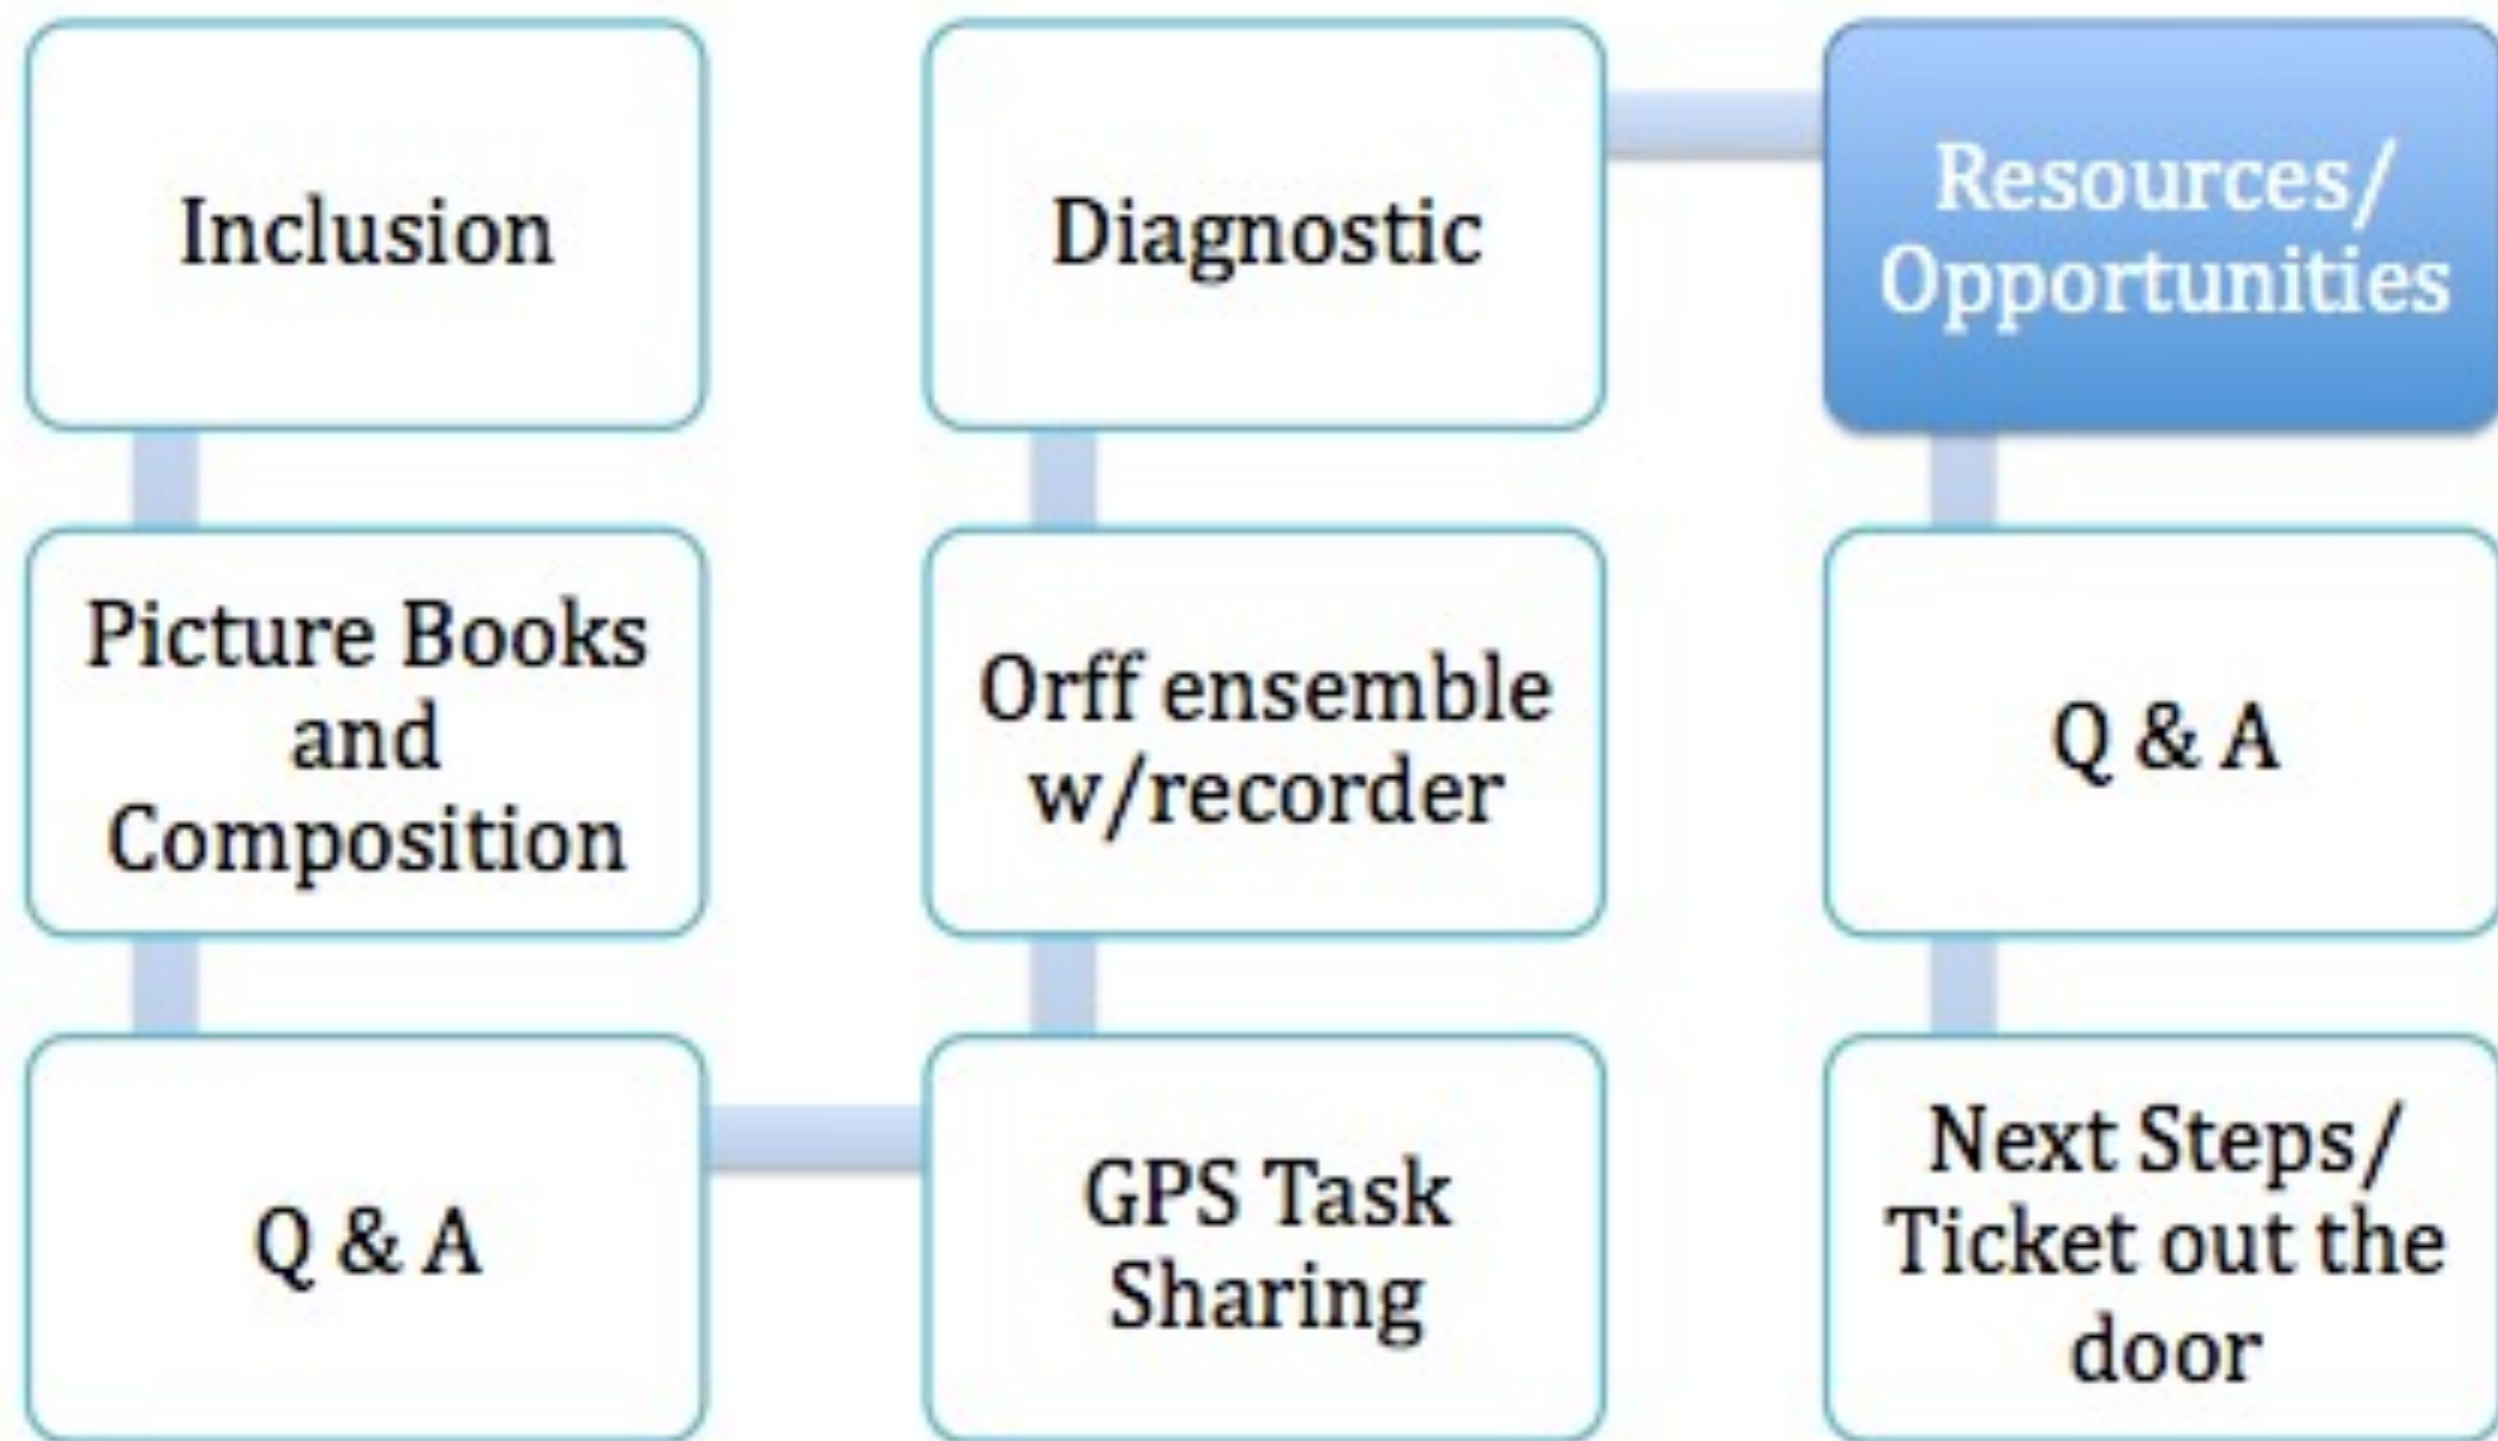 Inclusion
Picture Books
and
Composition
Q & A
GPS Task
Sharing
Orff ensemble
w/recorder
Diagnostic
Resources/
Opportunities
Q & A
Next Steps/
Ticket out the
door